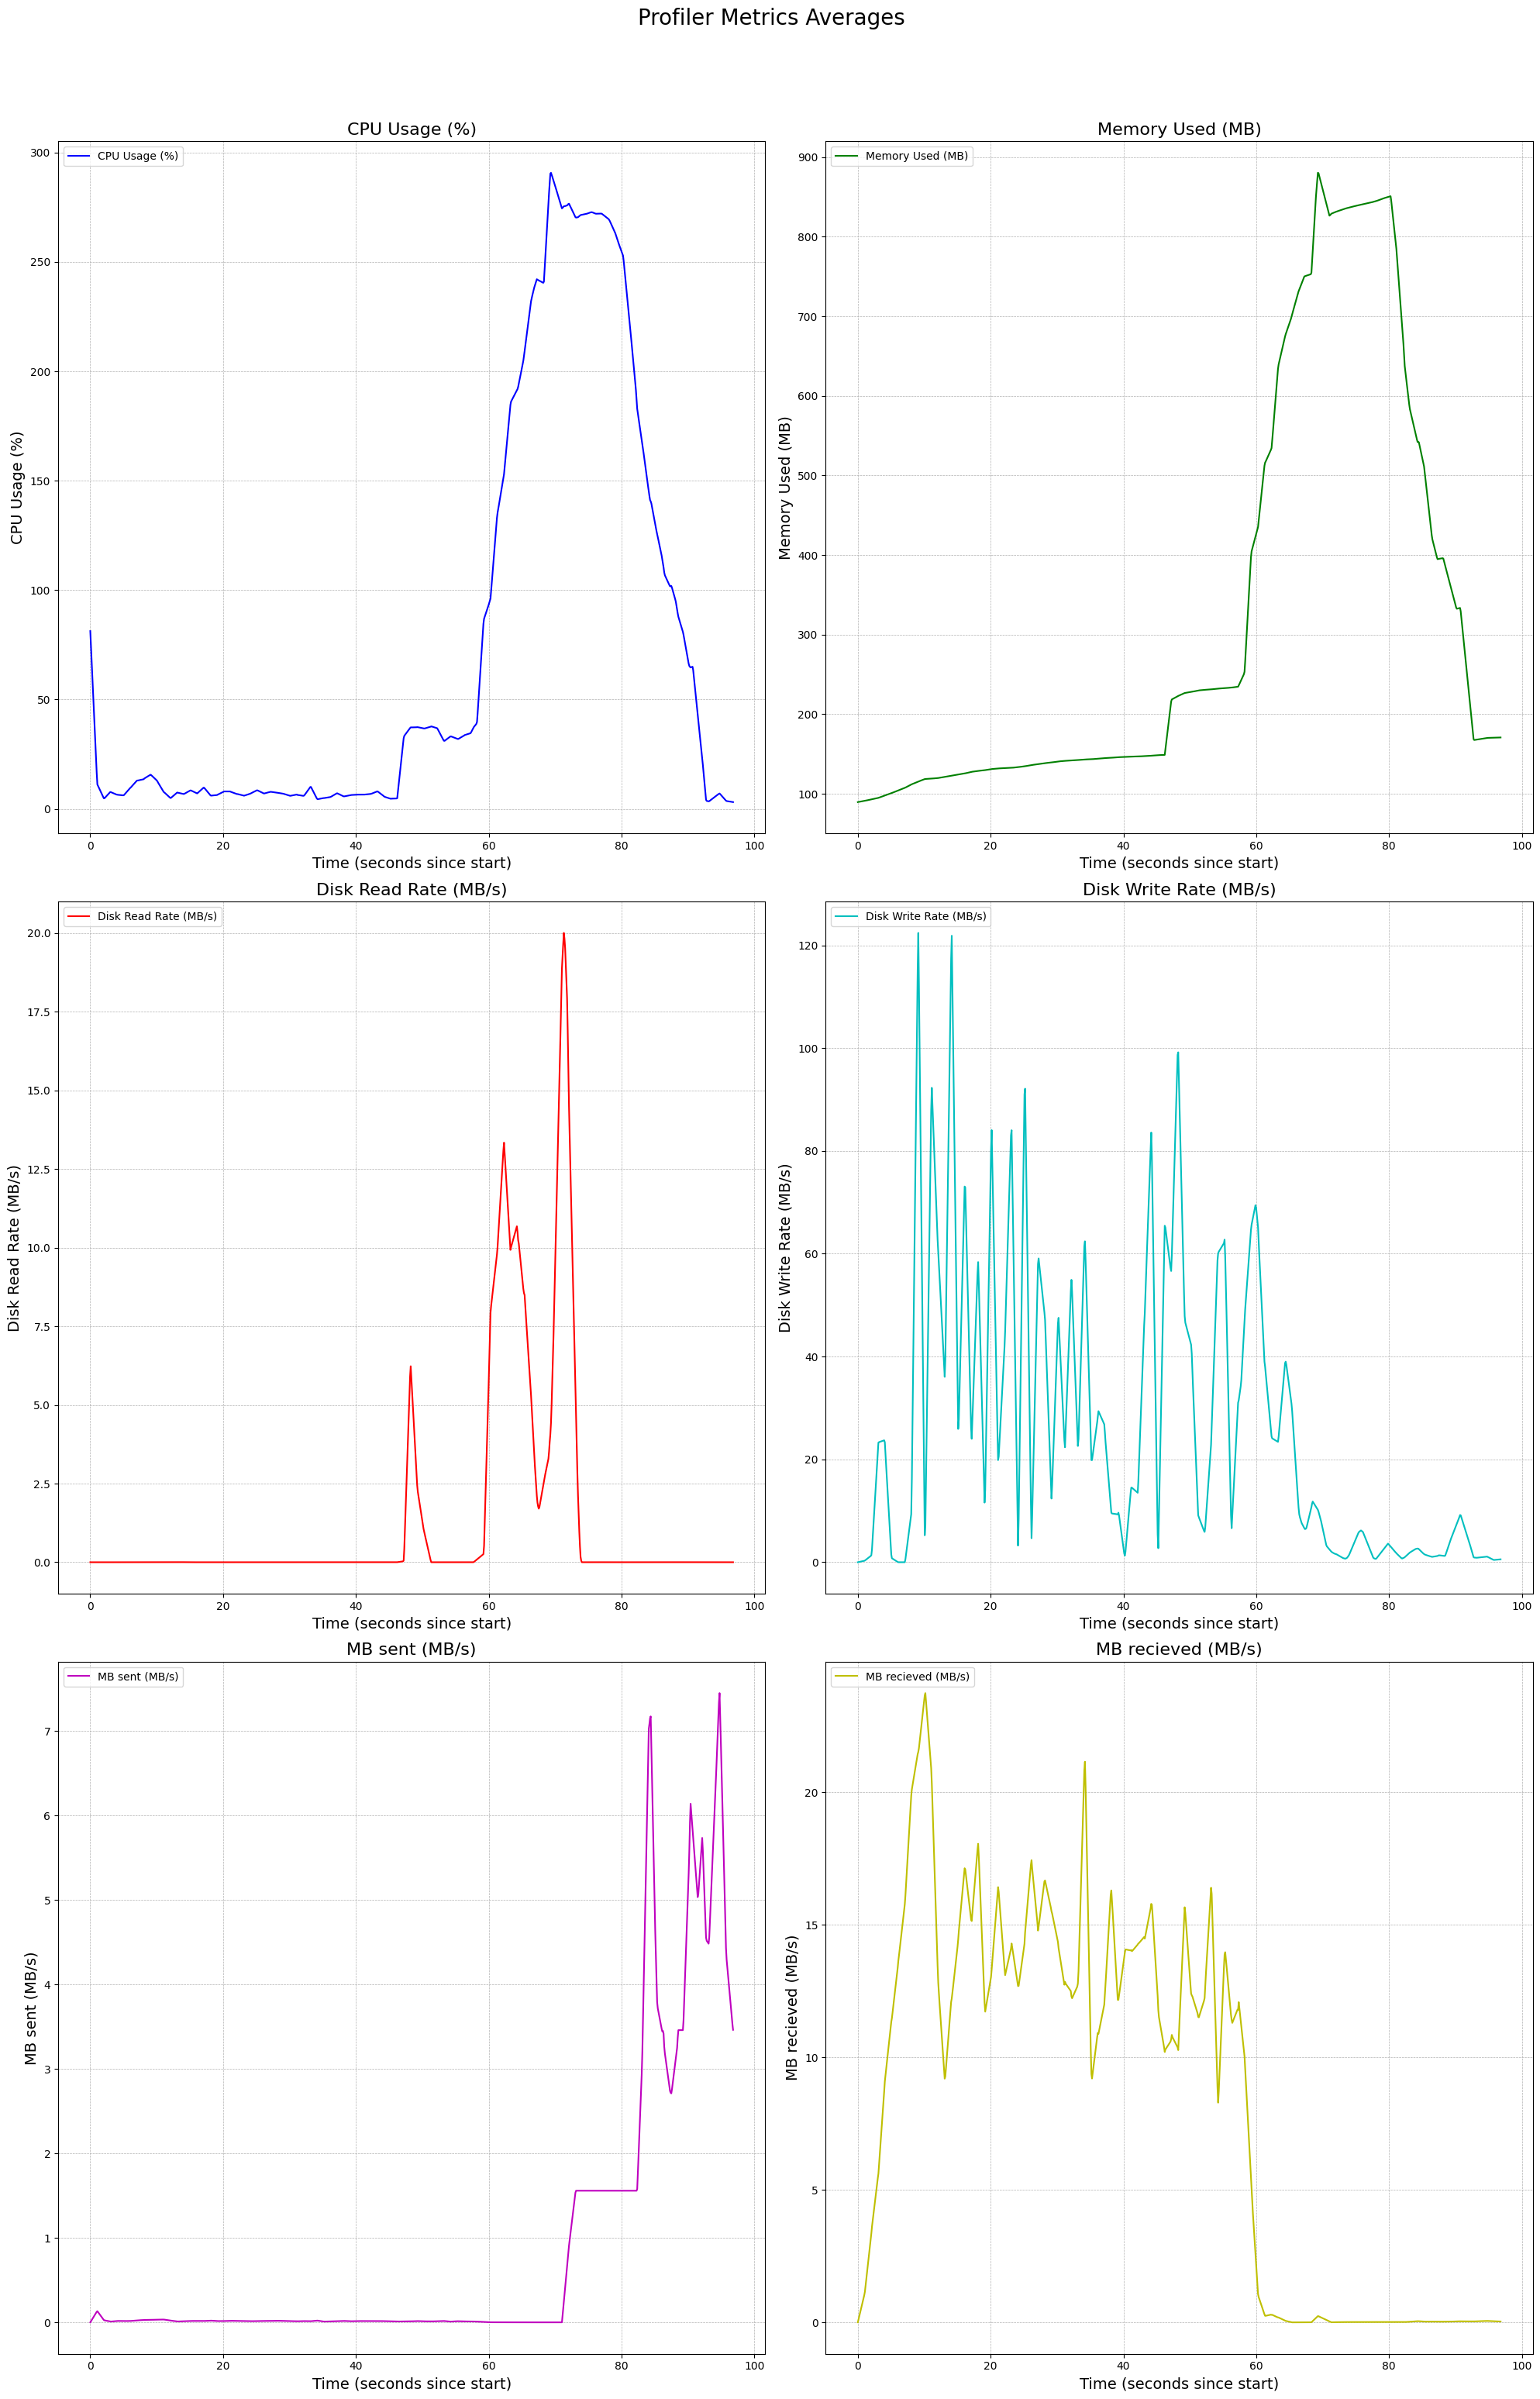 Profiler Metrics Averages
CPU Usage (%)
CPU Usage (%)
CPU Usage (%)
300
250
200
150
100
50
0
0 20 40 60 80 100
Time (seconds since start)
Memory Used (MB)
Memory Used (MB)
Memory Used (MB)
900
800
700
600
500
400
300
200
100
0 20 40 60 80 100
Time (seconds since start)
Disk Read Rate (MB/s)
Disk Read Rate (MB/s)
Disk Read Rate (MB/s)
20.0
17.5
15.0
12.5
10.0
7.5
5.0
2.5
0.0
0 20 40 60 80 100
Time (seconds since start)
Disk Write Rate (MB/s)
Disk Write Rate (MB/s)
Disk Write Rate (MB/s)
120
100
80
60
40
20
0
0 20 40 60 80 100
Time (seconds since start)
MB sent (MB/s)
MB sent (MB/s)
MB sent (MB/s)
7
6
5
4
3
2
1
0
0 20 40 60 80 100
Time (seconds since start)
MB recieved (MB/s)
MB recieved (MB/s)
MB recieved (MB/s)
20
15
10
5
0
0 20 40 60 80 100
Time (seconds since start)